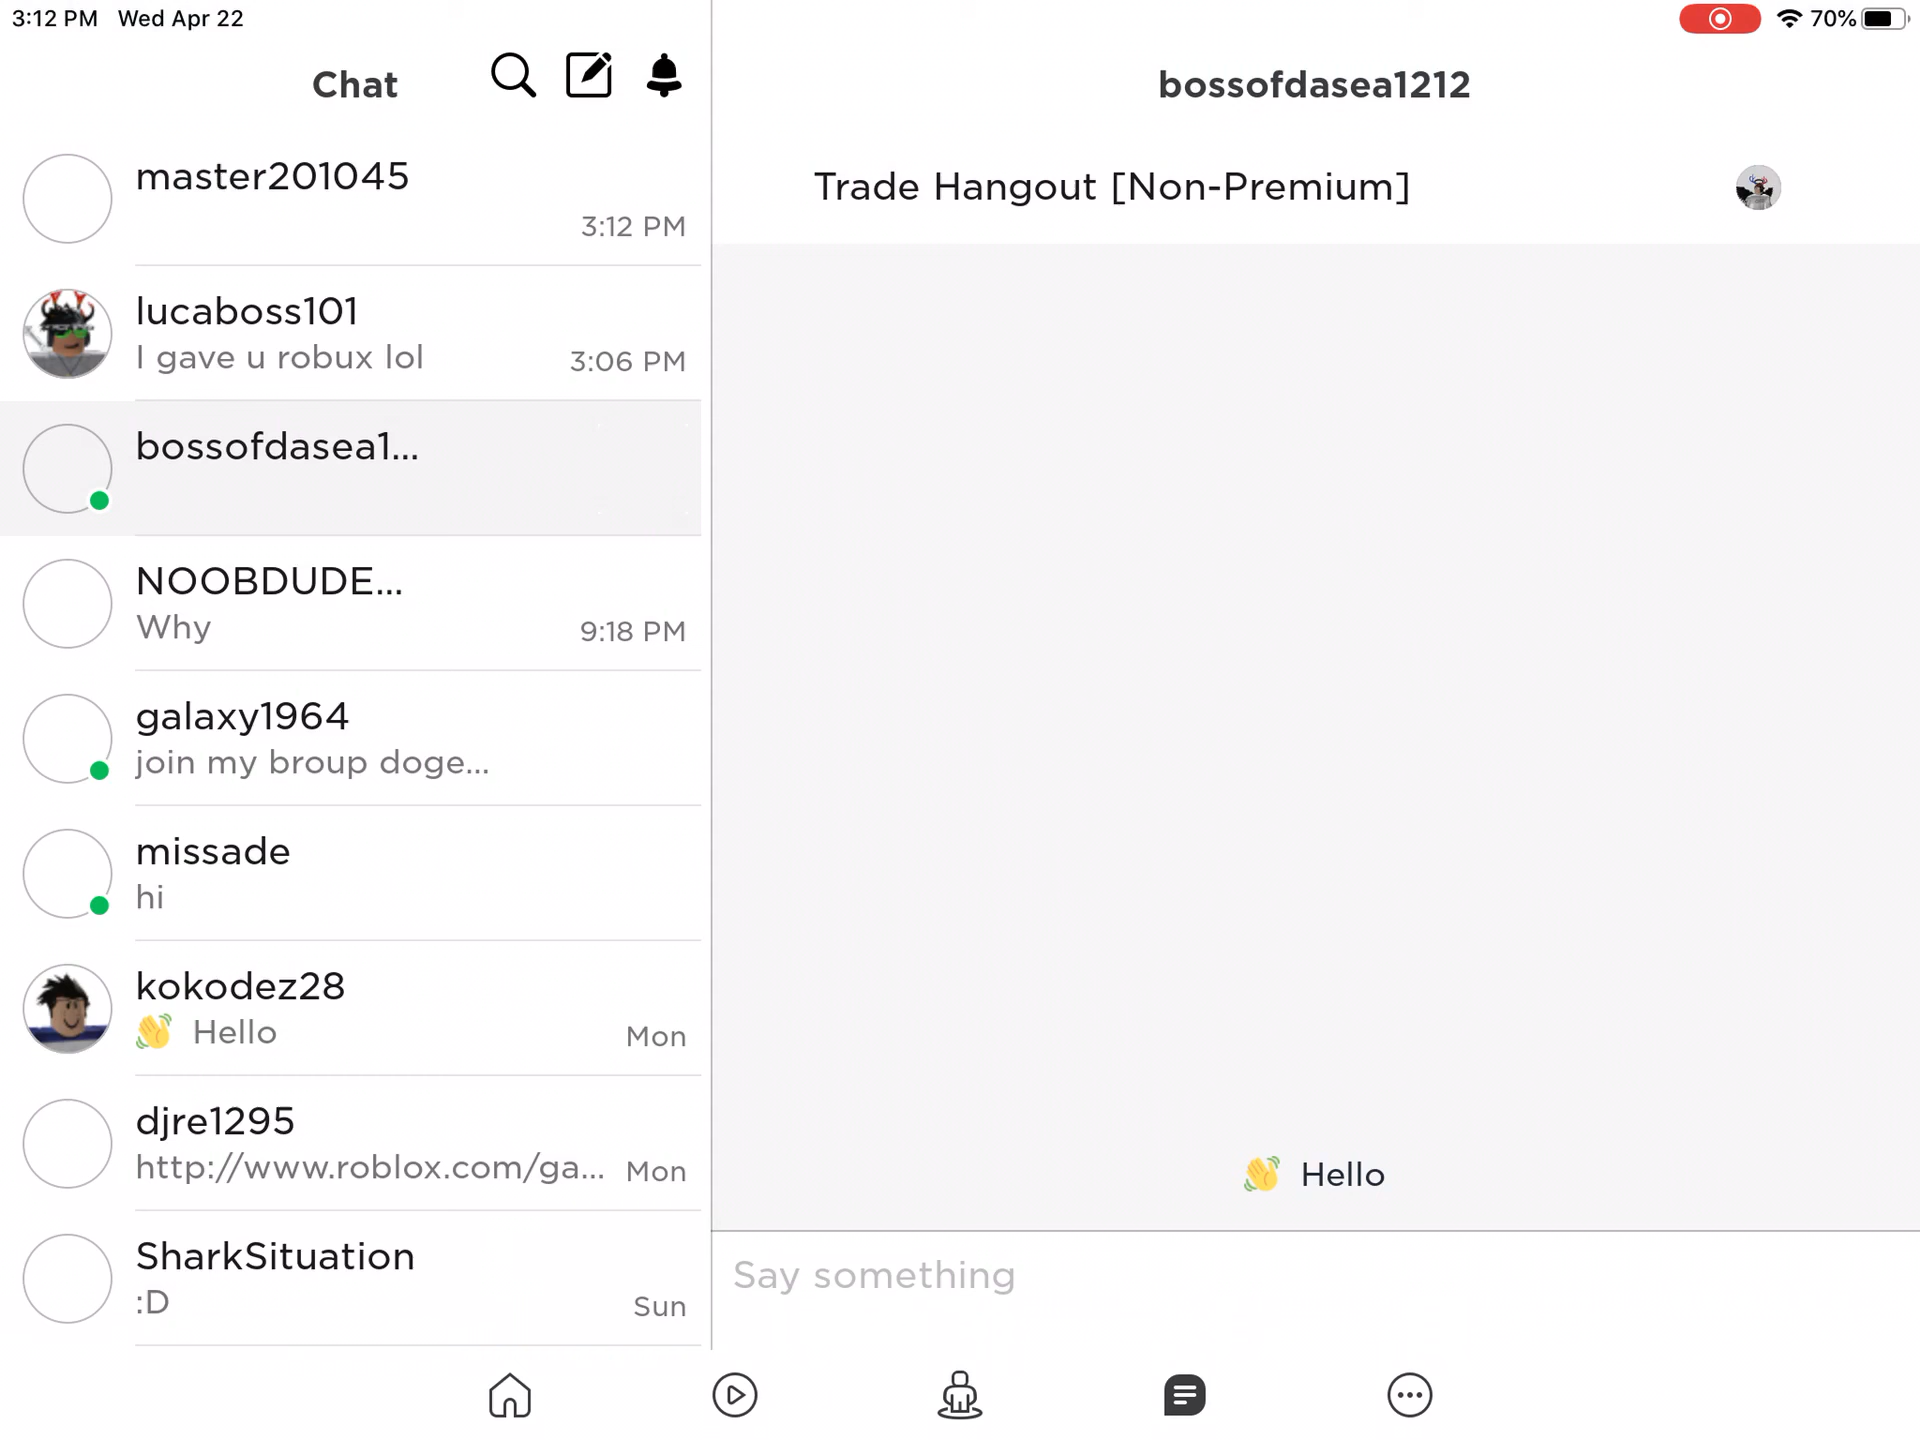 3:12 PM Wed Apr 22
70%
Chat
bossofdasea1212
master201045
3:12 PM
Trade Hangout [Non-Premium]
lucaboss101
I gave u robux lol
3:06 PM
bossofdasea1...
NOOBDUDE...
Why
9:18 PM
galaxy1964
join my broup doge...
missade
hi
kokodez28
👋 Hello
Mon
djre1295
http://www.roblox.com/ga...
Mon
SharkSituation
:D
Sun
👋 Hello
Say something